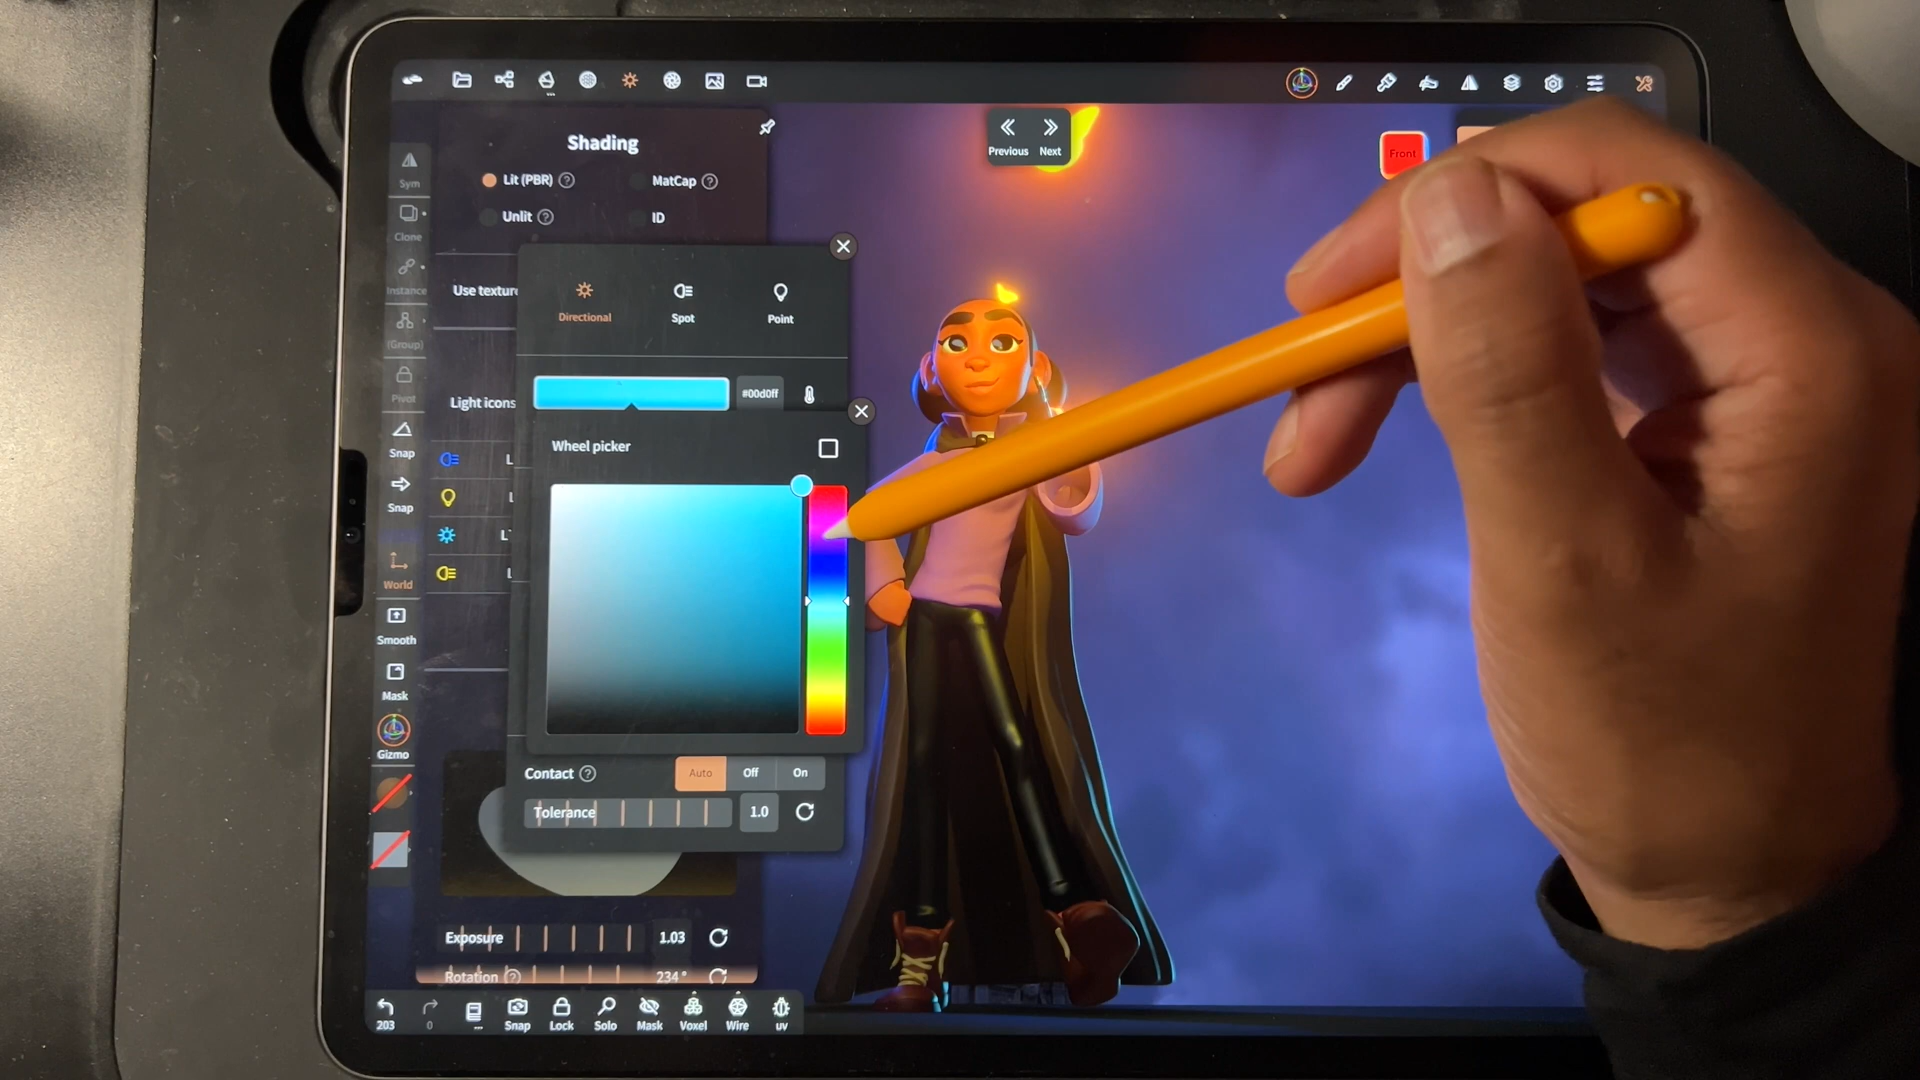 Previous Next
Front
Shading
Lit (PBR) ?
MatCap ?
Unlit ?
ID
Sym
Clone
Instance
(Group)
Pivot
Snap
Snap
World
Smooth
Mask
Gizmo
Light icons
Directional
Spot
Point
#00d0ff
Wheel picker
Contact ?
Auto Off On
Tolerance 1.0
Exposure 1.03
Rotation ? 234°
203
0
...
Snap Lock Solo Mask Voxel Wire uv